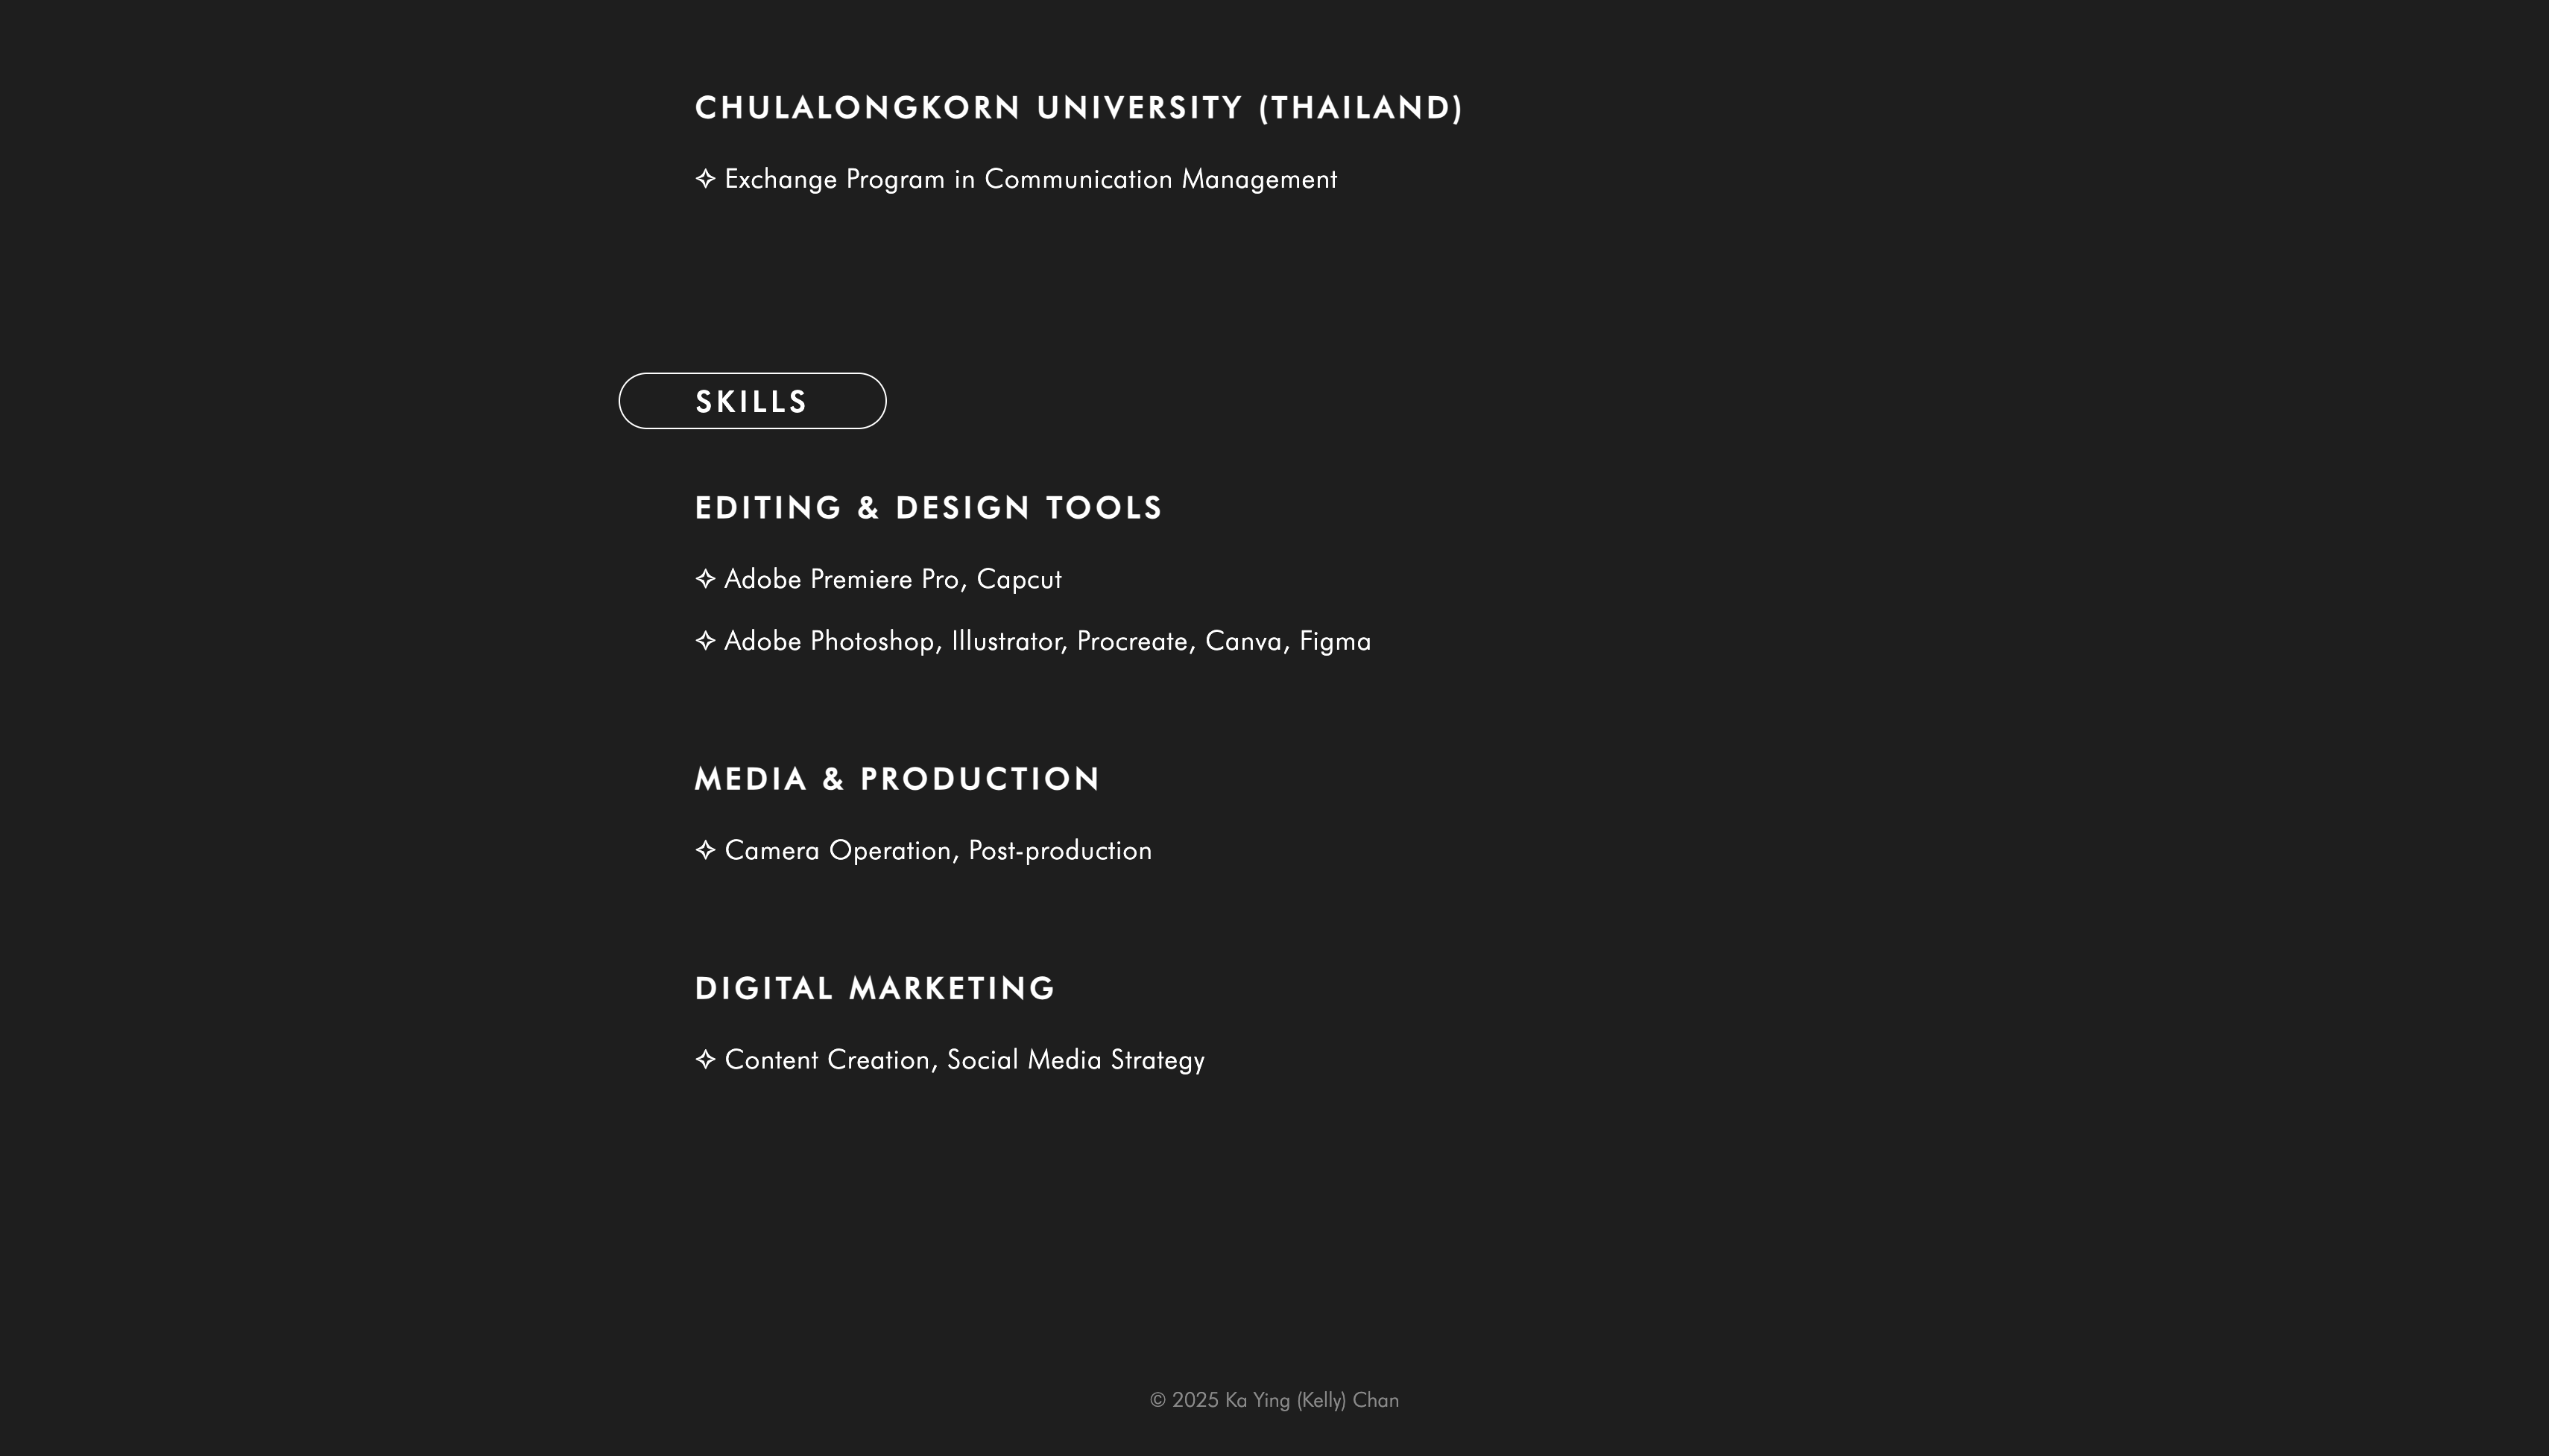 CHULALONGKORN UNIVERSITY (THAILAND)
✧ Exchange Program in Communication Management
SKILLS
EDITING & DESIGN TOOLS
✧ Adobe Premiere Pro, Capcut
✧ Adobe Photoshop, Illustrator, Procreate, Canva, Figma
MEDIA & PRODUCTION
✧ Camera Operation, Post-production
DIGITAL MARKETING
✧ Content Creation, Social Media Strategy
© 2025 Ka Ying (Kelly) Chan